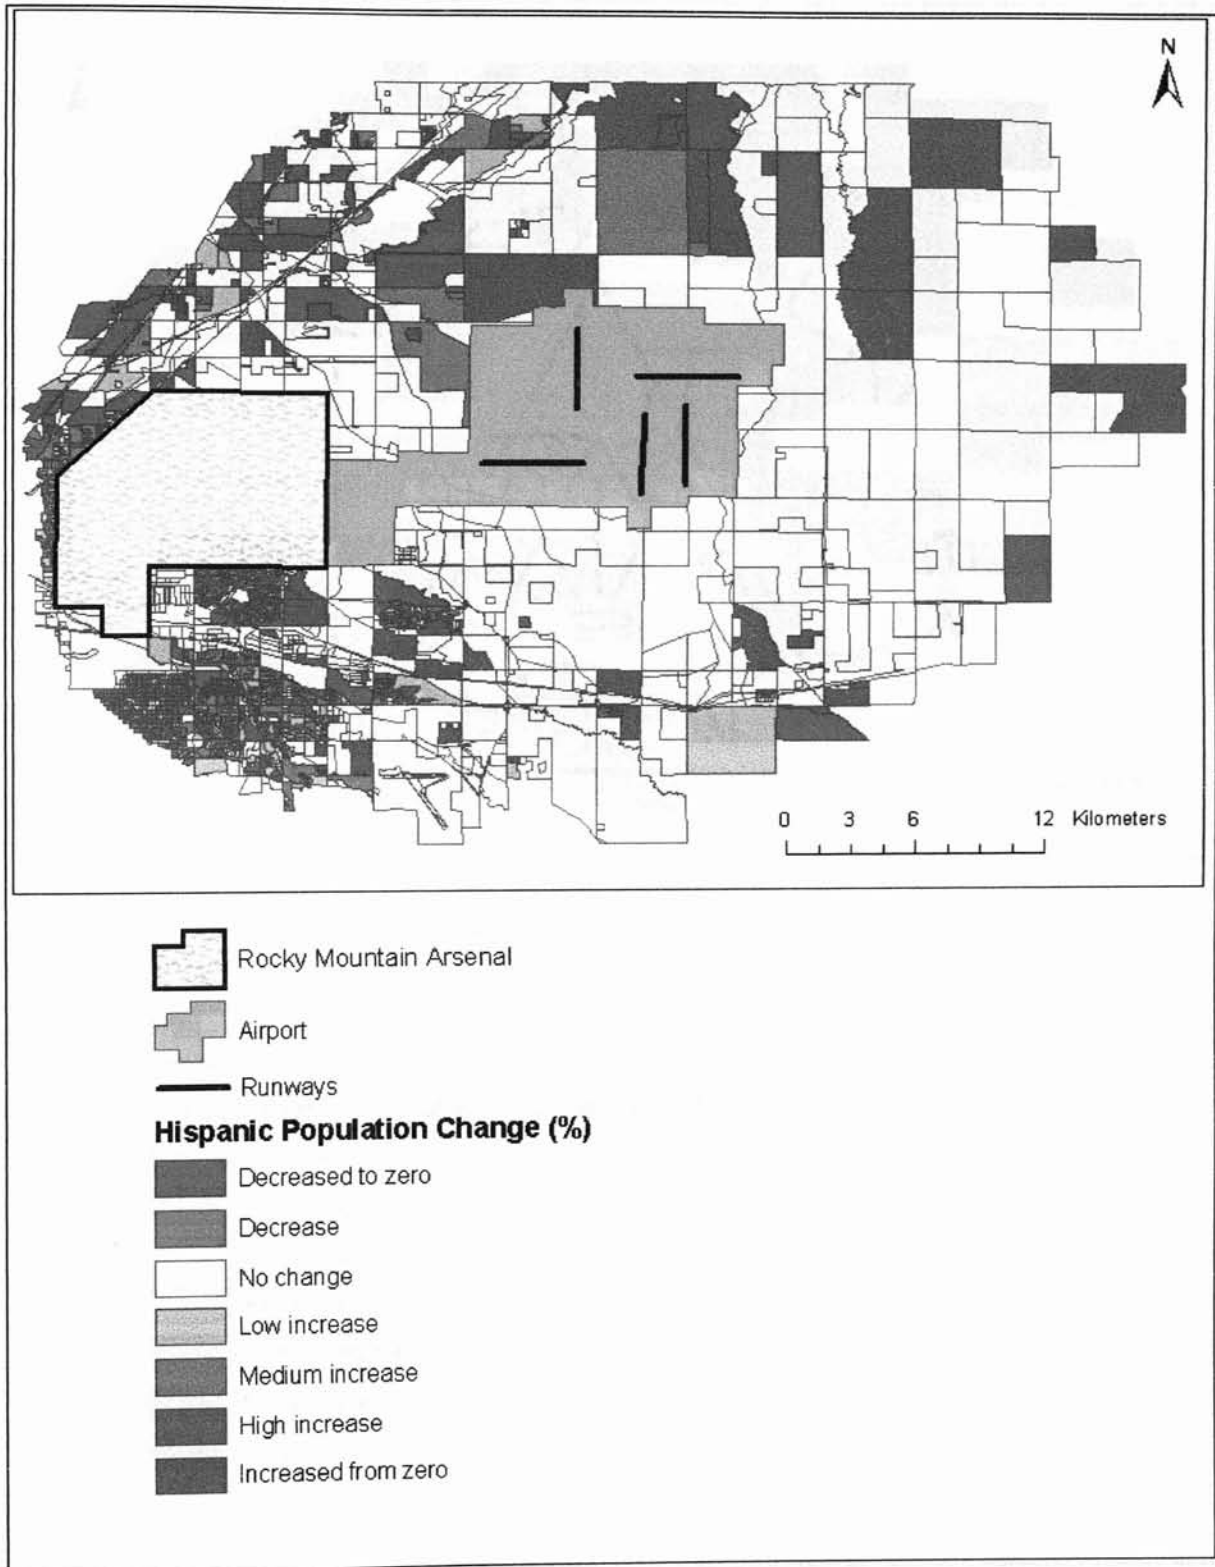 N
0 3 6 12 Kilometers
Rocky Mountain Arsenal
Airport
Runways
Hispanic Population Change (%)
Decreased to zero
Decrease
No change
Low increase
Medium increase
High increase
Increased from zero